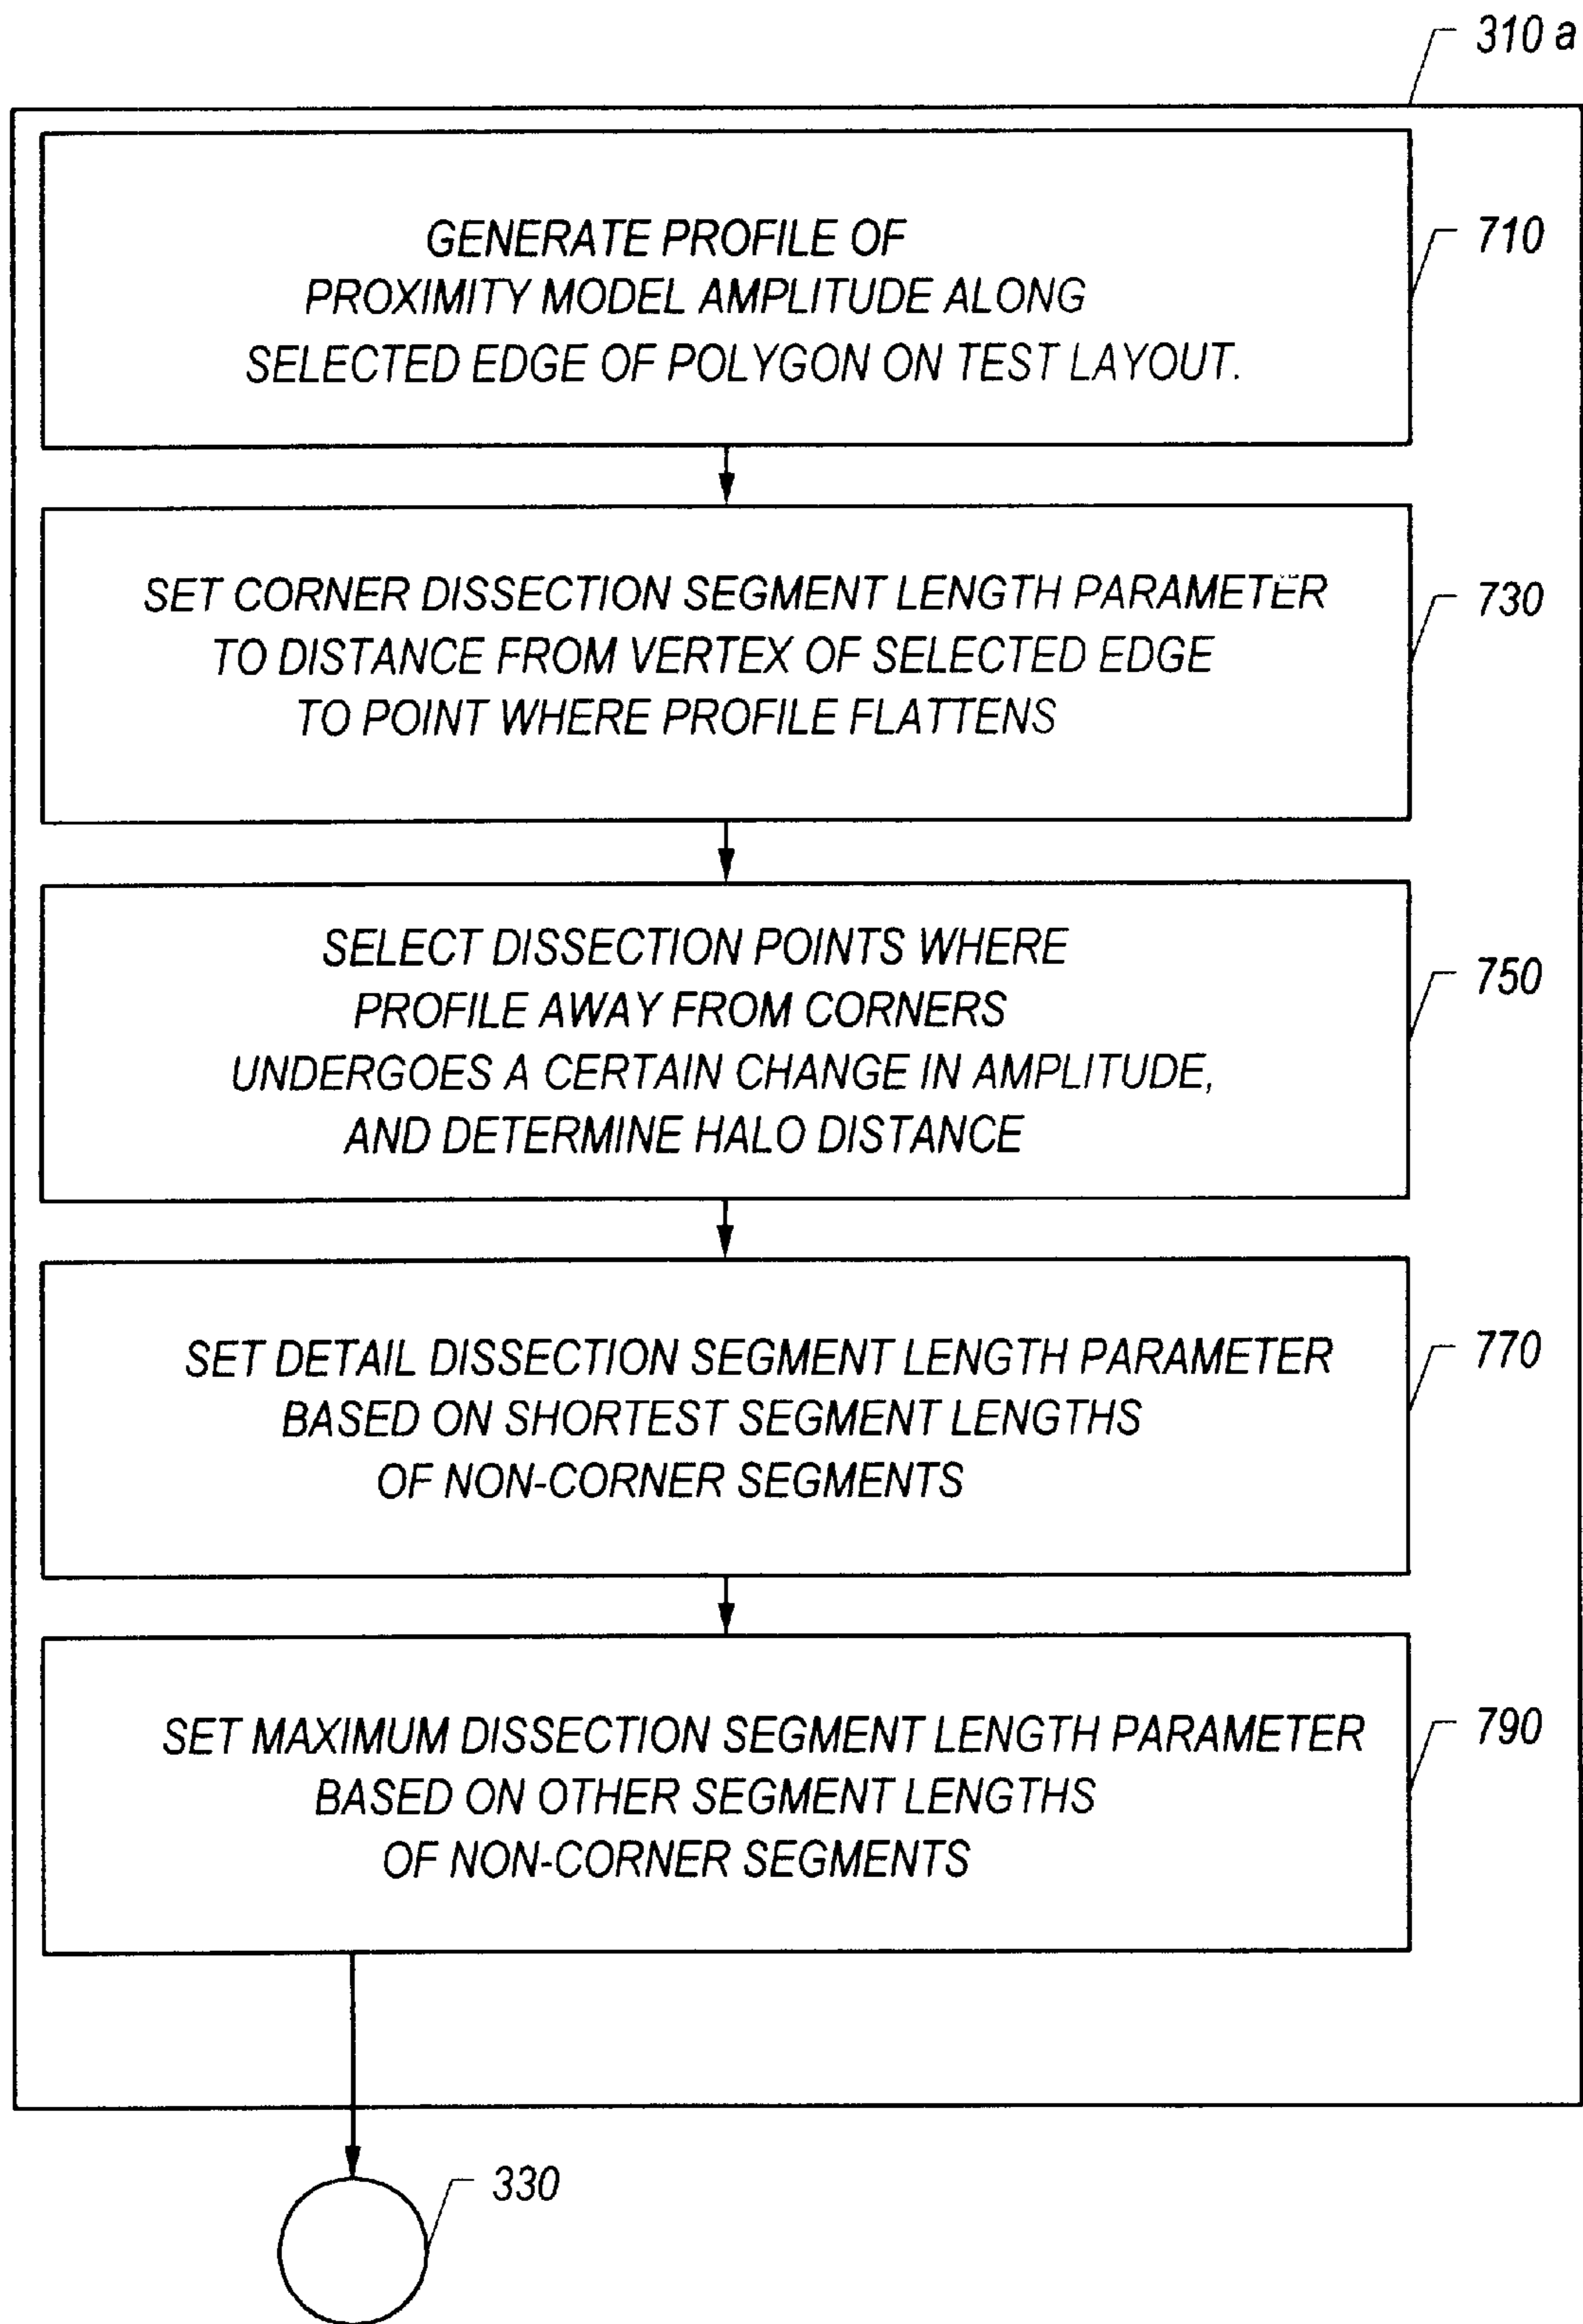 310 a
GENERATE PROFILE OF
PROXIMITY MODEL AMPLITUDE ALONG
SELECTED EDGE OF POLYGON ON TEST LAYOUT.
710
SET CORNER DISSECTION SEGMENT LENGTH PARAMETER
TO DISTANCE FROM VERTEX OF SELECTED EDGE
TO POINT WHERE PROFILE FLATTENS
730
SELECT DISSECTION POINTS WHERE
PROFILE AWAY FROM CORNERS
UNDERGOES A CERTAIN CHANGE IN AMPLITUDE,
AND DETERMINE HALO DISTANCE
750
SET DETAIL DISSECTION SEGMENT LENGTH PARAMETER
BASED ON SHORTEST SEGMENT LENGTHS
OF NON-CORNER SEGMENTS
770
SET MAXIMUM DISSECTION SEGMENT LENGTH PARAMETER
BASED ON OTHER SEGMENT LENGTHS
OF NON-CORNER SEGMENTS
790
330